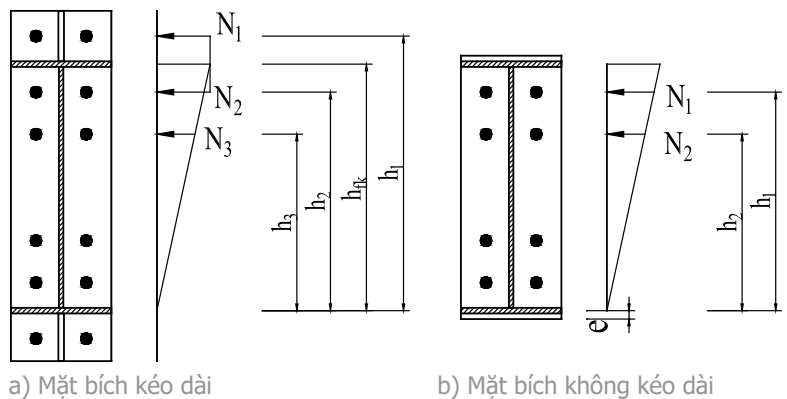 N₁
N₂
N₃
h₃
h₂
h_fk
h₁
N₁
N₂
h₂
h₁
e
a) Mặt bích kéo dài
b) Mặt bích không kéo dài